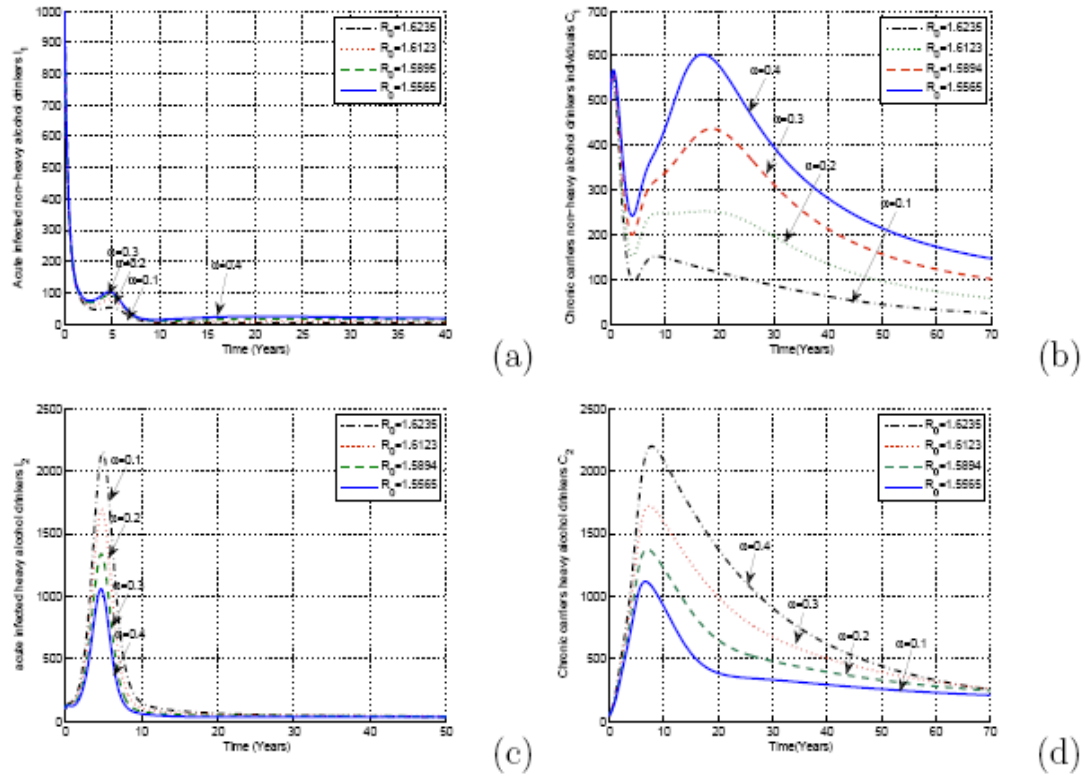 Acute infected non-heavy alcohol drinkers I1
1000
900
800
700
600
500
400
300
200
100
0
R0=1.6235
R0=1.6123
R0=1.5895
R0=1.5565
α=0.3
α=0.2
α=0.1
α=0.4
0 5 10 15 20 25 30 35 40
Time (Years)
(a)
Chronic carriers non-heavy alcohol drinkers individuals C1
700
600
500
400
300
200
100
0
R0=1.6235
R0=1.6123
R0=1.5894
R0=1.5565
α=0.4
α=0.3
α=0.2
α=0.1
0 10 20 30 40 50 60 70
Time(Years)
(b)
acute infected heavy alcohol drinkers I2
2500
2000
1500
1000
500
0
R0=1.6235
R0=1.6123
R0=1.5894
R0=1.5565
α=0.1
α=0.2
α=0.3
α=0.4
0 10 20 30 40 50
Time (Years)
(c)
Chronic carriers heavy alcohol drinkers C2
2500
2000
1500
1000
500
0
R0=1.6235
R0=1.6123
R0=1.5894
R0=1.5565
α=0.4
α=0.3
α=0.2
α=0.1
0 10 20 30 40 50 60 70
Time(Years)
(d)